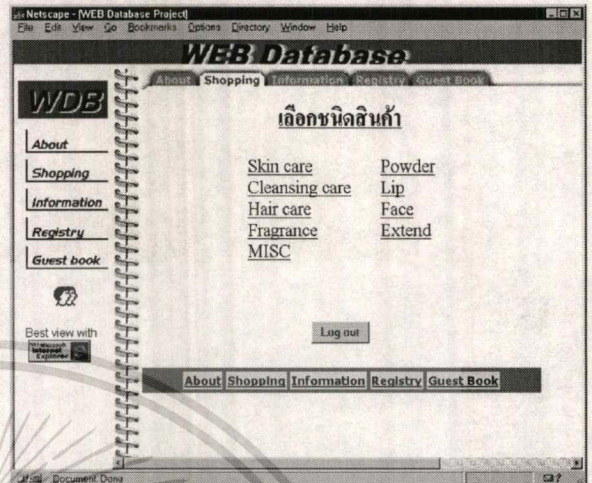 Netscape - [WEB Database Project]
File Edit View Go Bookmarks Options Directory Window Help
WEB Database
About Shopping Information Registry Guest Book
WDB
About
Shopping
Information
Registry
Guest book
Best view with
Microsoft
Internet
Explorer
เลือกชนิดสินค้า
Skin care Powder
Cleansing care Lip
Hair care Face
Fragrance Extend
MISC
Log out
About Shopping Information Registry Guest Book
Document Done